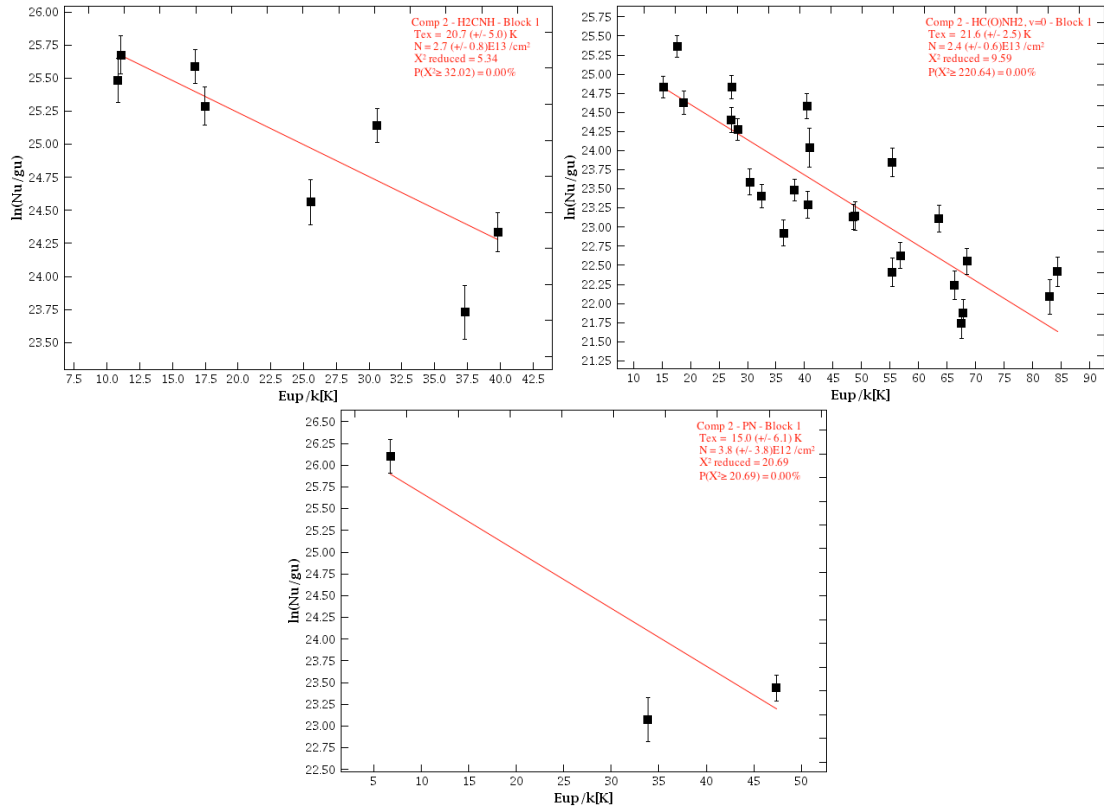 Comp 2 - H2CNH - Block 1
Tex = 20.7 (+/- 5.0) K
N = 2.7 (+/- 0.8)E13 /cm²
X² reduced = 5.34
P(X²≥ 32.02) = 0.00%
ln(Nu/gu)
26.00
25.75
25.50
25.25
25.00
24.75
24.50
24.25
24.00
23.75
23.50
7.5 10.0 12.5 15.0 17.5 20.0 22.5 25.0 27.5 30.0 32.5 35.0 37.5 40.0 42.5
Eup/k[K]
Comp 2 - HC(O)NH2, v=0 - Block 1
Tex = 21.6 (+/- 2.5) K
N = 2.4 (+/- 0.6)E13 /cm²
X² reduced = 9.59
P(X²≥ 220.64) = 0.00%
ln(Nu/gu)
25.75
25.50
25.25
25.00
24.75
24.50
24.25
24.00
23.75
23.50
23.25
23.00
22.75
22.50
22.25
22.00
21.75
21.50
21.25
10 15 20 25 30 35 40 45 50 55 60 65 70 75 80 85 90
Eup/k[K]
Comp 2 - PN - Block 1
Tex = 15.0 (+/- 6.1) K
N = 3.8 (+/- 3.8)E12 /cm²
X² reduced = 20.69
P(X²≥ 20.69) = 0.00%
ln(Nu/gu)
26.50
26.25
26.00
25.75
25.50
25.25
25.00
24.75
24.50
24.25
24.00
23.75
23.50
23.25
23.00
22.75
22.50
5 10 15 20 25 30 35 40 45 50
Eup/k[K]